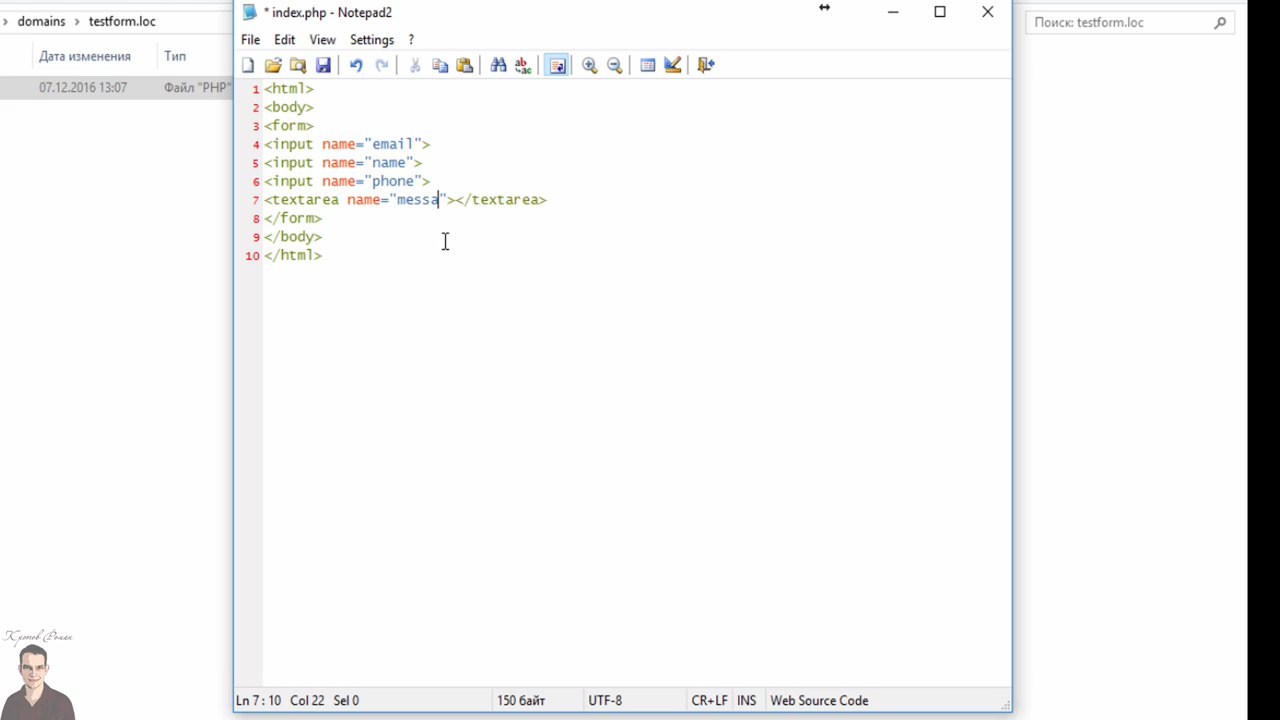 domains > testform.loc
* index.php - Notepad2
Поиск: testform.loc
File Edit View Settings ?
Дата изменения Тип
07.12.2016 13:07 Файл "PHP"
1 <html>
2 <body>
3 <form>
4 <input name="email">
5 <input name="name">
6 <input name="phone">
7 <textarea name="messa"></textarea>
8 </form>
9 </body>
10 </html>
Кротов Роман
Ln 7 : 10 Col 22 Sel 0 150 байт UTF-8 CR+LF INS Web Source Code